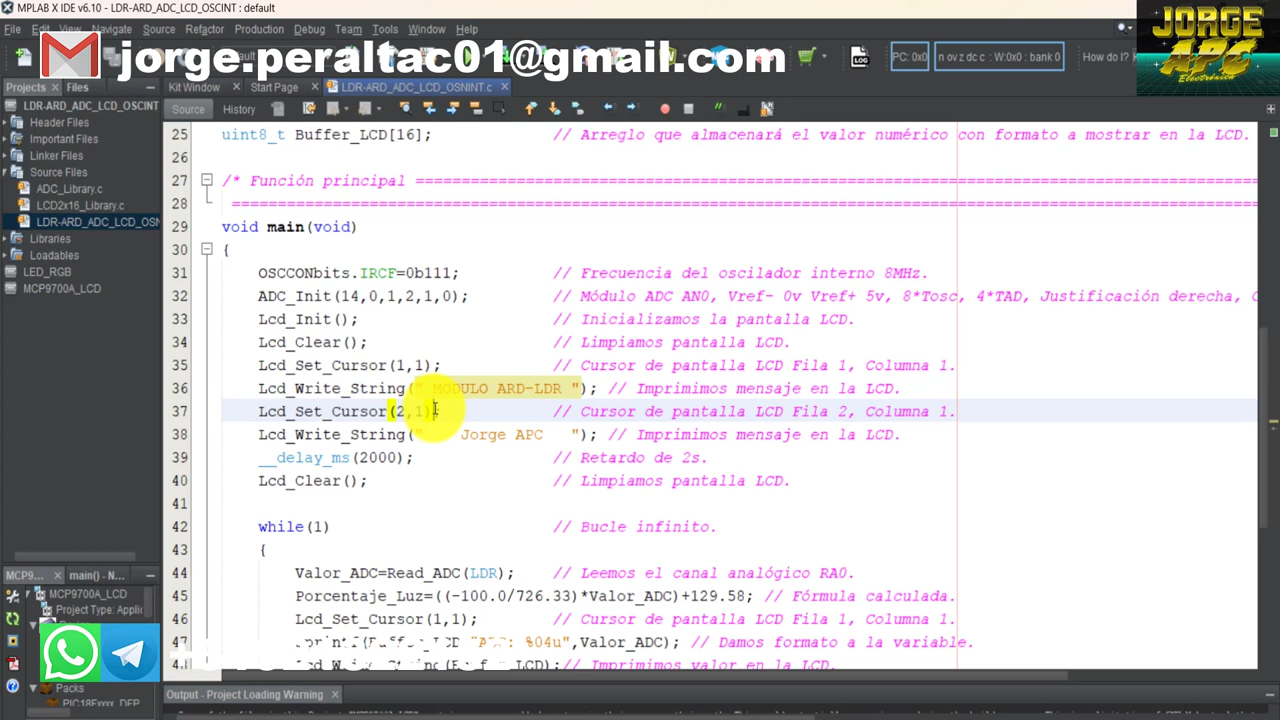 MPLAB X IDE v6.10 - LDR-ARD_ADC_LCD_OSCINT : default
File Edit View Navigate Source Refactor Production Debug Team Tools Window Help
jorge.peraltac01@gmail.com
PC: 0x0
n ov z dc c : W:0x0 : bank 0
How do I?
JORGE
APC
Electrónica
Projects
Files
Kit Window
Start Page
LDR-ARD_ADC_LCD_OSNINT.c
Source
History
LDR-ARD_ADC_LCD_OSCINT
Header Files
Important Files
Linker Files
Source Files
ADC_Library.c
LCD2x16_Library.c
LDR-ARD_ADC_LCD_OSN
Libraries
Loadables
LED_RGB
MCP9700A_LCD
25 uint8_t Buffer_LCD[16]; // Arreglo que almacenará el valor numérico con formato a mostrar en la LCD.
26
27 /* Función principal ====
28 ====
29 void main(void)
30 {
31 OSCCONbits.IRCF=0b111; // Frecuencia del oscilador interno 8MHz.
32 ADC_Init(14,0,1,2,1,0); // Módulo ADC AN0, Vref- 0v Vref+ 5v, 8*Tosc, 4*TAD, Justificación derecha,
33 Lcd_Init(); // Inicializamos la pantalla LCD.
34 Lcd_Clear(); // Limpiamos pantalla LCD.
35 Lcd_Set_Cursor(1,1); // Cursor de pantalla LCD Fila 1, Columna 1.
36 Lcd_Write_String(" MODULO ARD-LDR "); // Imprimimos mensaje en la LCD.
37 Lcd_Set_Cursor(2,1); // Cursor de pantalla LCD Fila 2, Columna 1.
38 Lcd_Write_String("    Jorge APC   "); // Imprimimos mensaje en la LCD.
39 __delay_ms(2000); // Retardo de 2s.
40 Lcd_Clear(); // Limpiamos pantalla LCD.
41
42 while(1) // Bucle infinito.
43 {
44 Valor_ADC=Read_ADC(LDR); // Leemos el canal analógico RA0.
45 Porcentaje_Luz=((-100.0/726.33)*Valor_ADC)+129.58; // Fórmula calculada.
46 Lcd_Set_Cursor(1,1); // Cursor de pantalla LCD Fila 1, Columna 1.
47 "ADC: %04u",Valor_ADC); // Damos formato a la variable.
// Imprimimos valor en la LCD.
MCP9...
main() - N...
MCP9700A_LCD
Project Type: Applic
Packs
PIC18Fxxxx_DFP
Output - Project Loading Warning